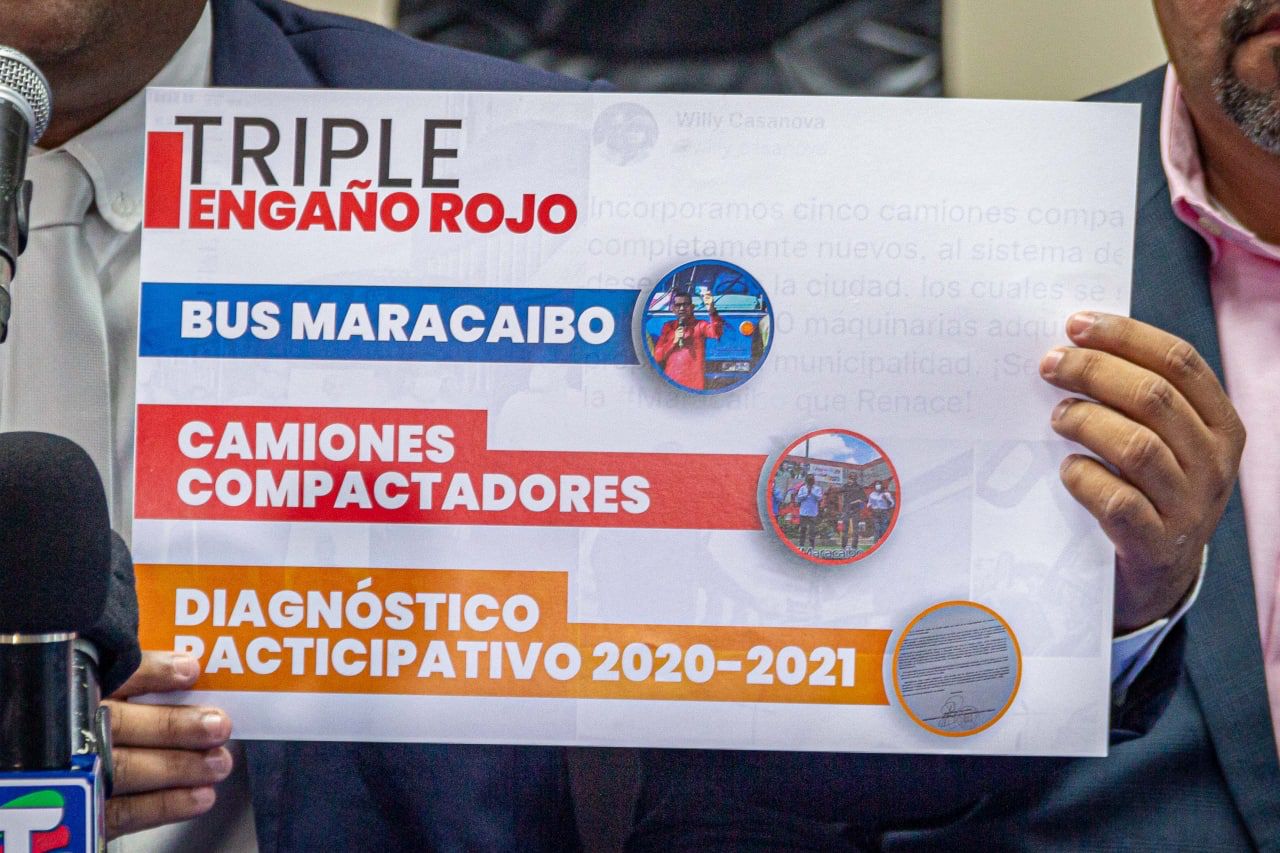 TRIPLE
ENGAÑO ROJO
Willy Casanova
Incorporamos cinco camiones compa
completamente nuevos, al sistema de
la ciudad, los cuales se
maquinarias adqu
municipalidad. ¡Se
la que Renace!
BUS MARACAIBO
CAMIONES
COMPACTADORES
Maracaibo
DIAGNÓSTICO
PACTICIPATIVO 2020-2021